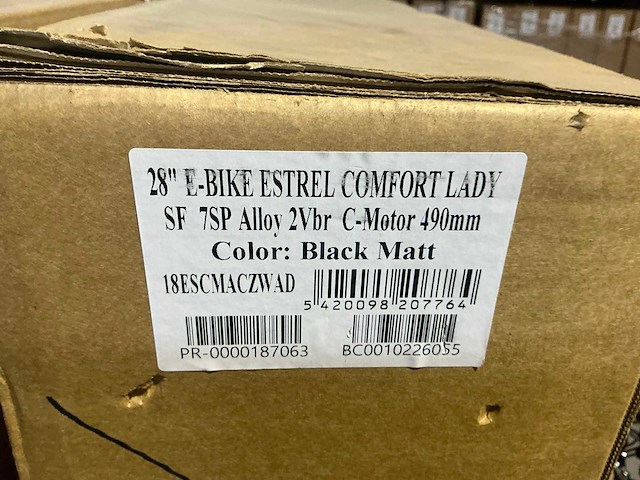 28" E-BIKE ESTREL COMFORT LADY
SF 7SP Alloy 2Vbr C-Motor 490mm
Color: Black Matt
18ESCMACZWAD
5 420098 207764
PR-0000187063 BC0010226055